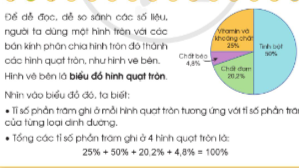 Để dễ đọc, dễ so sánh các số liệu,
người ta dùng một hình tròn với các
bán kính phân chia hình tròn đó thành
các hình quạt tròn, như hình vẽ bên.
Hình vẽ bên là biểu đồ hình quạt tròn.
Nhìn vào biểu đồ đó, ta biết:
• Tỉ số phần trăm ghi ở mỗi hình quạt tròn tương ứng với tỉ số phần tră
của từng loại dinh dưỡng.
• Tổng các tỉ số phần trăm ghi ở 4 hình quạt tròn là:
25% + 50% + 20,2% + 4,8% = 100%
Vitamin và
khoáng chất
25%
Tinh bột
50%
Chất béo
4,8%
Chất đạm
20,2%